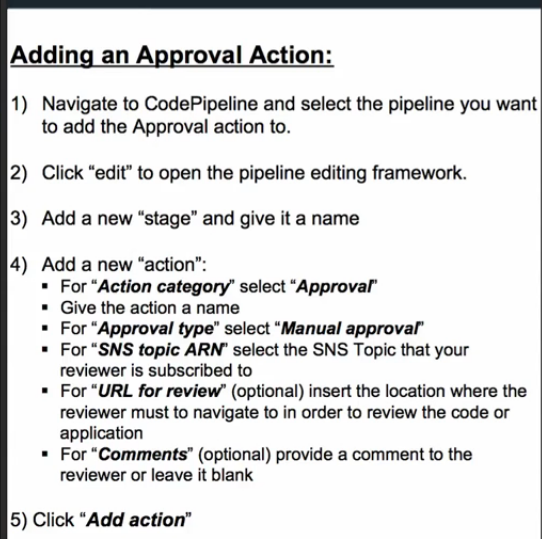 Adding an Approval Action:
1) Navigate to CodePipeline and select the pipeline you want
to add the Approval action to.
2) Click “edit” to open the pipeline editing framework.
3) Add a new “stage” and give it a name
4) Add a new “action”:
▪ For “Action category” select “Approval”
▪ Give the action a name
▪ For “Approval type” select “Manual approval”
▪ For “SNS topic ARN” select the SNS Topic that your
reviewer is subscribed to
▪ For “URL for review” (optional) insert the location where the
reviewer must to navigate to in order to review the code or
application
▪ For “Comments” (optional) provide a comment to the
reviewer or leave it blank
5) Click “Add action”